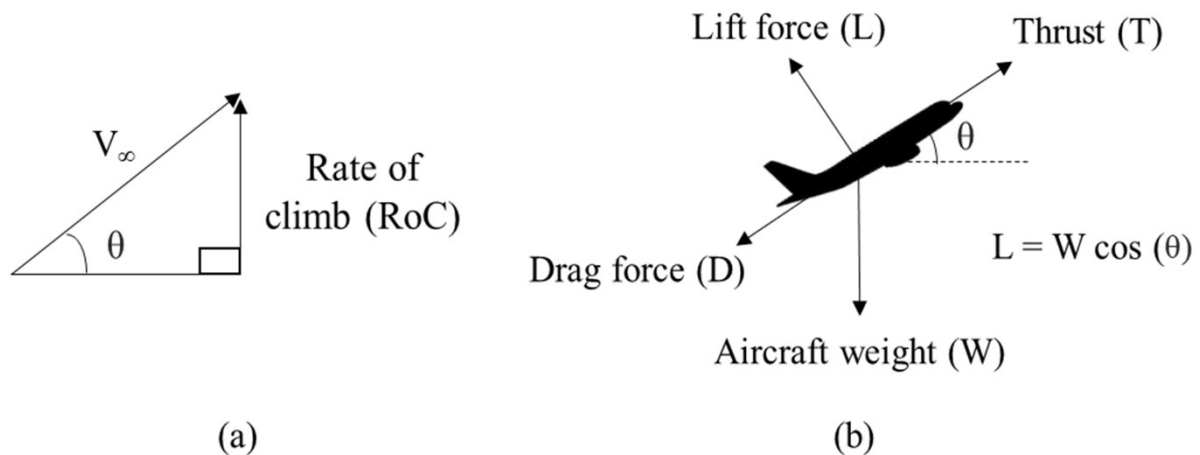 V∞
θ
Rate of
climb (RoC)
(a)
Lift force (L)
Thrust (T)
θ
L = W cos (θ)
Drag force (D)
Aircraft weight (W)
(b)